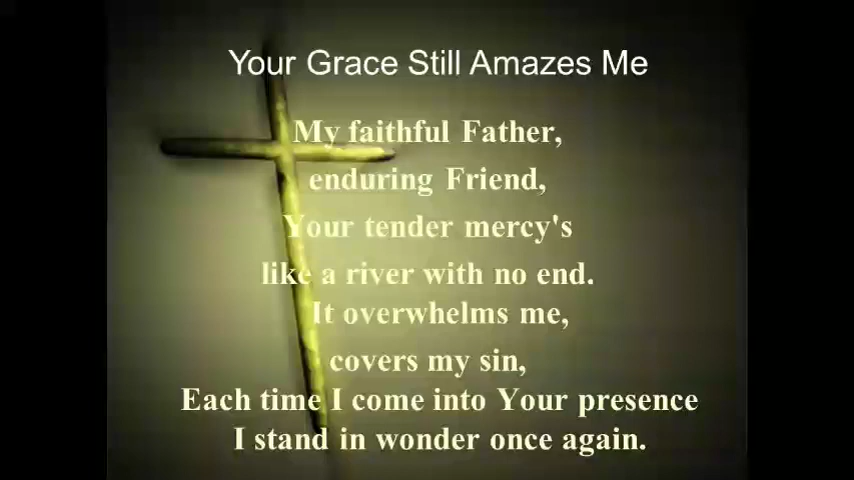 Your Grace Still Amazes Me
My faithful Father,
enduring Friend,
Your tender mercy's
like a river with no end.
It overwhelms me,
covers my sin,
Each time I come into Your presence
I stand in wonder once again.